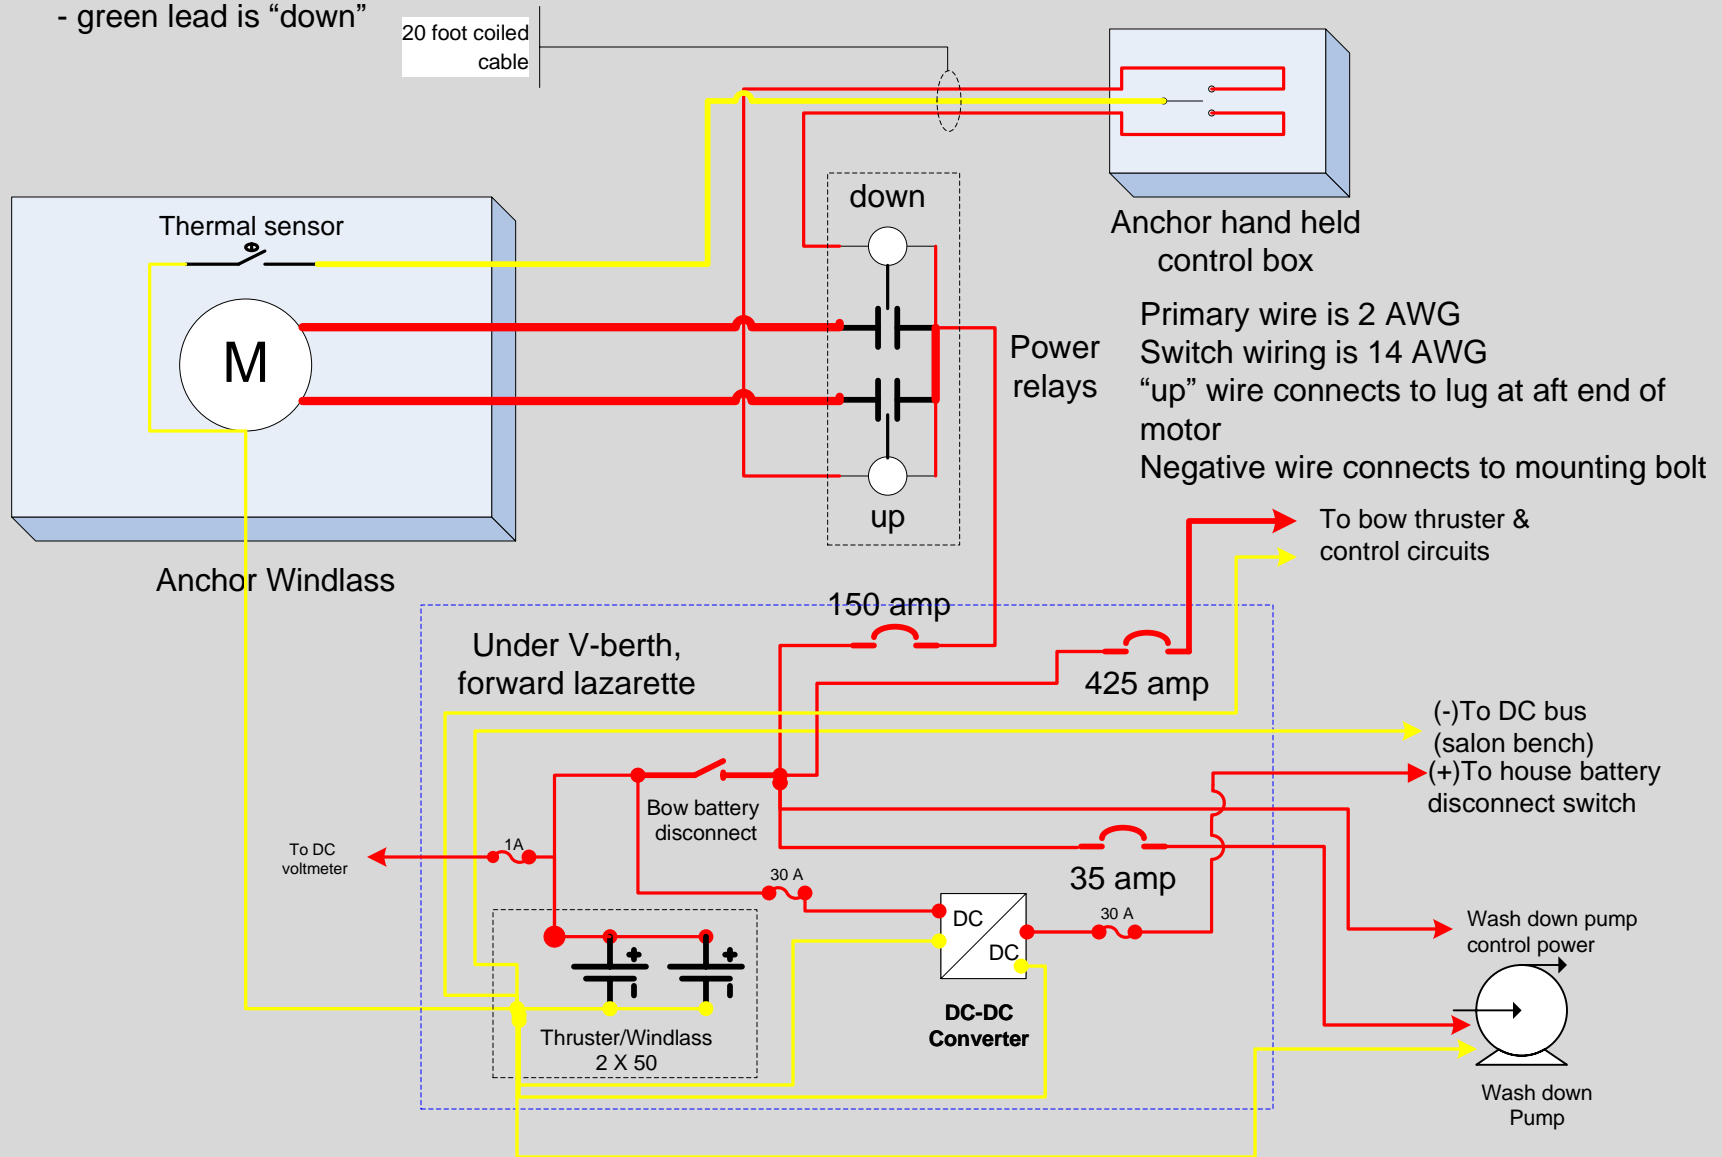 - green lead is “down”
20 foot coiled
cable
down
Thermal sensor
Anchor hand held
control box
M
Power
relays
Primary wire is 2 AWG
Switch wiring is 14 AWG
“up” wire connects to lug at aft end of
motor
Negative wire connects to mounting bolt
up
To bow thruster &
control circuits
Anchor Windlass
150 amp
Under V-berth,
forward lazarette
425 amp
(-)To DC bus
(salon bench)
(+)To house battery
disconnect switch
Bow battery
disconnect
To DC
voltmeter
1A
30 A
35 amp
30 A
DC
DC
Wash down pump
control power
DC-DC
Converter
Thruster/Windlass
2 X 50
Wash down
Pump